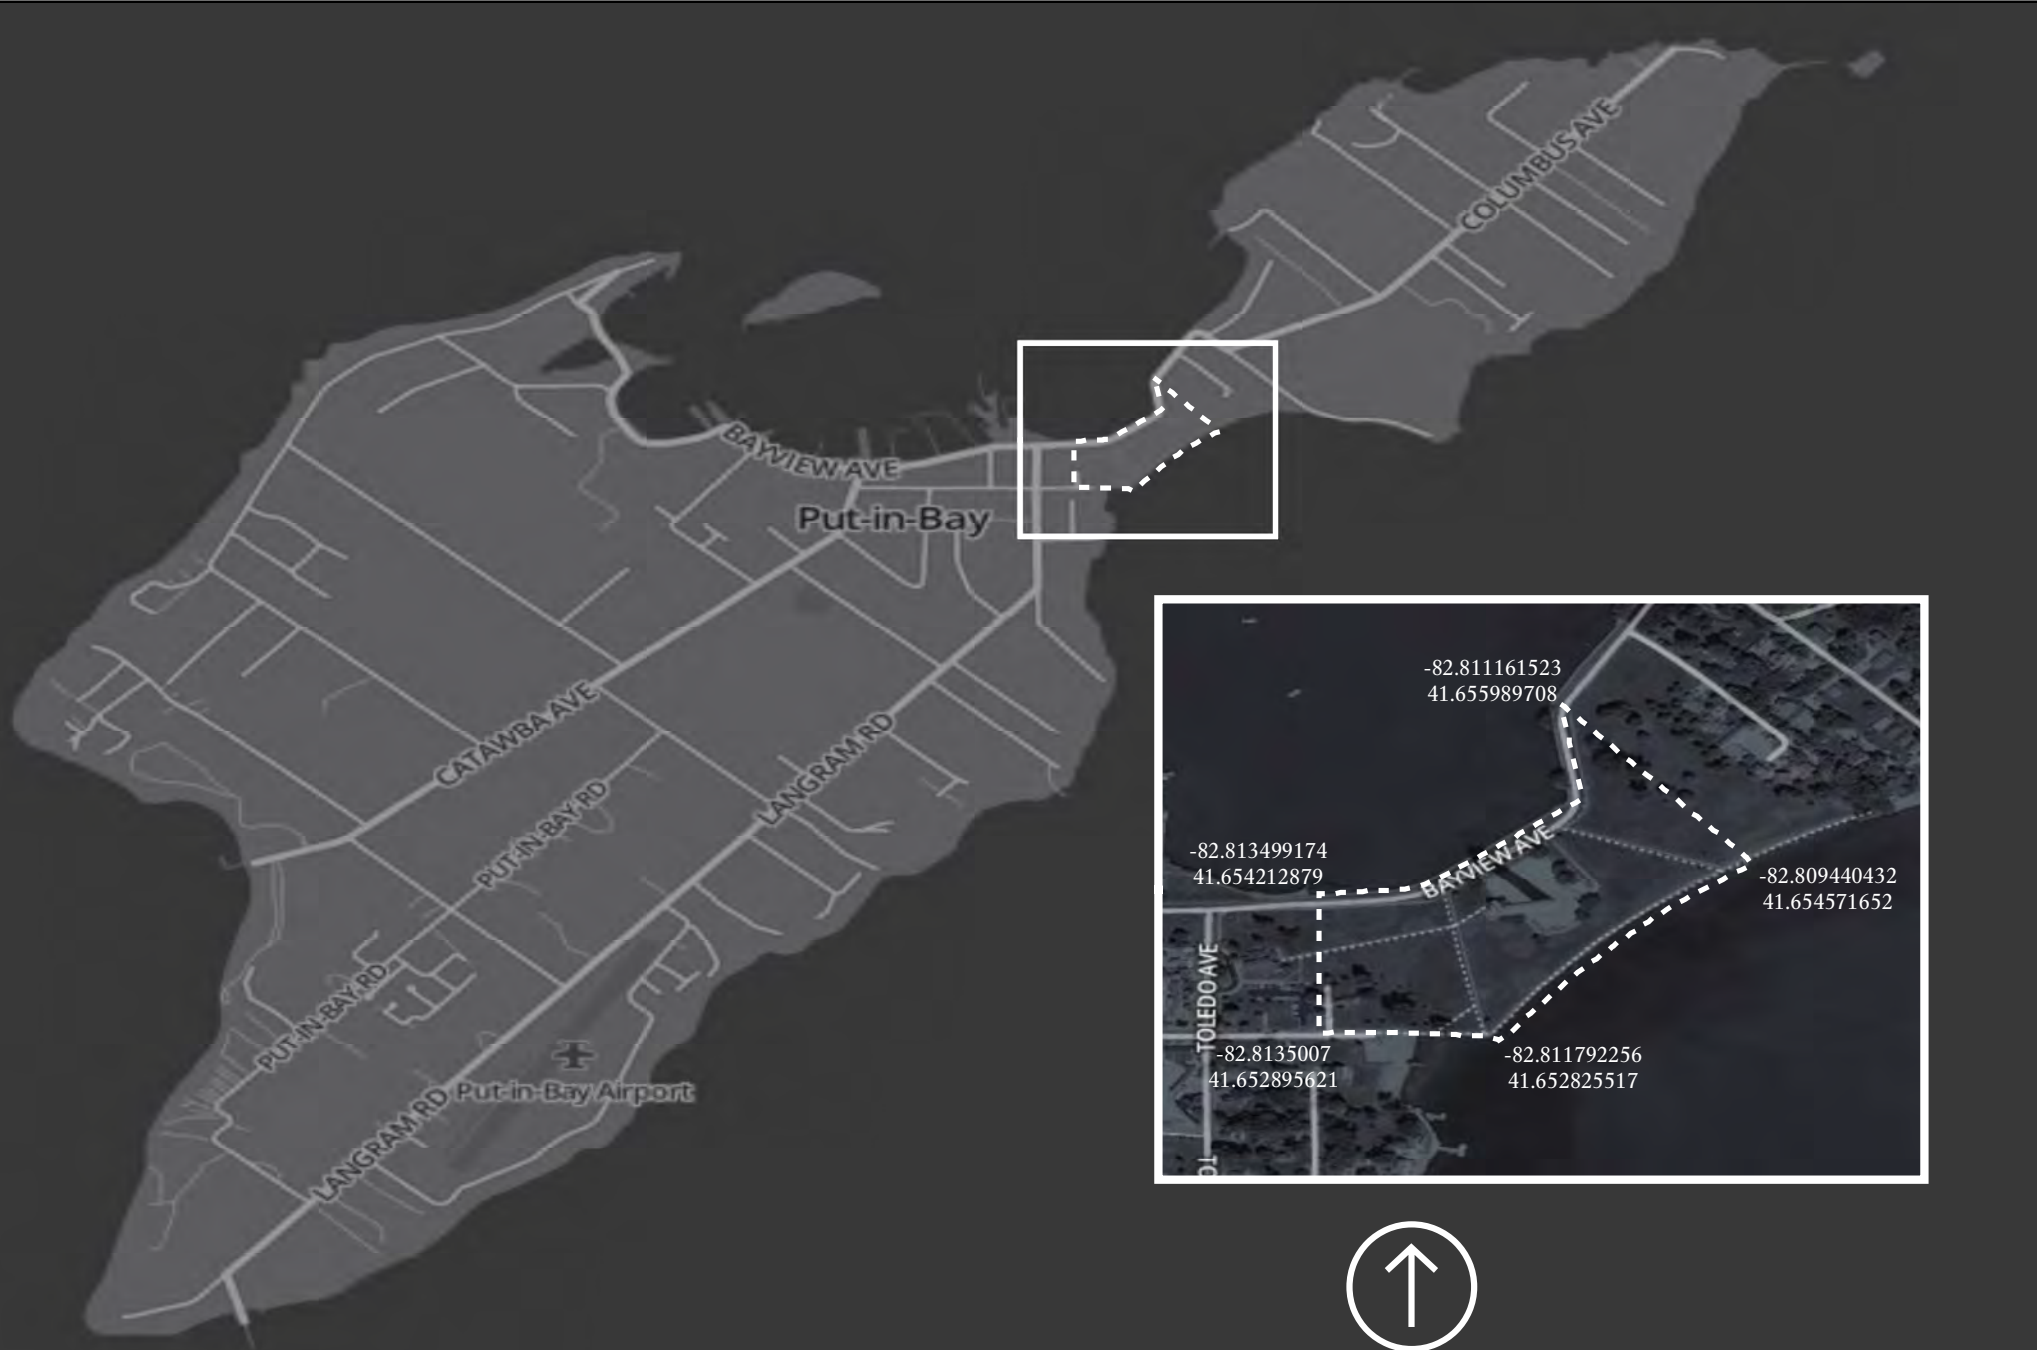 COLUMBUS AVE
BAYVIEW AVE
Put-in-Bay
CATAWBA AVE
LANGRAM RD
PUT-IN-BAY RD
PUT-IN-BAY RD
Put-in-Bay Airport
LANGRAM RD
-82.811161523
41.655989708
-82.813499174
41.654212879
BAYVIEW AVE
-82.809440432
41.654571652
TOLEDO AVE
-82.8135007
41.652895621
-82.811792256
41.652825517
TO